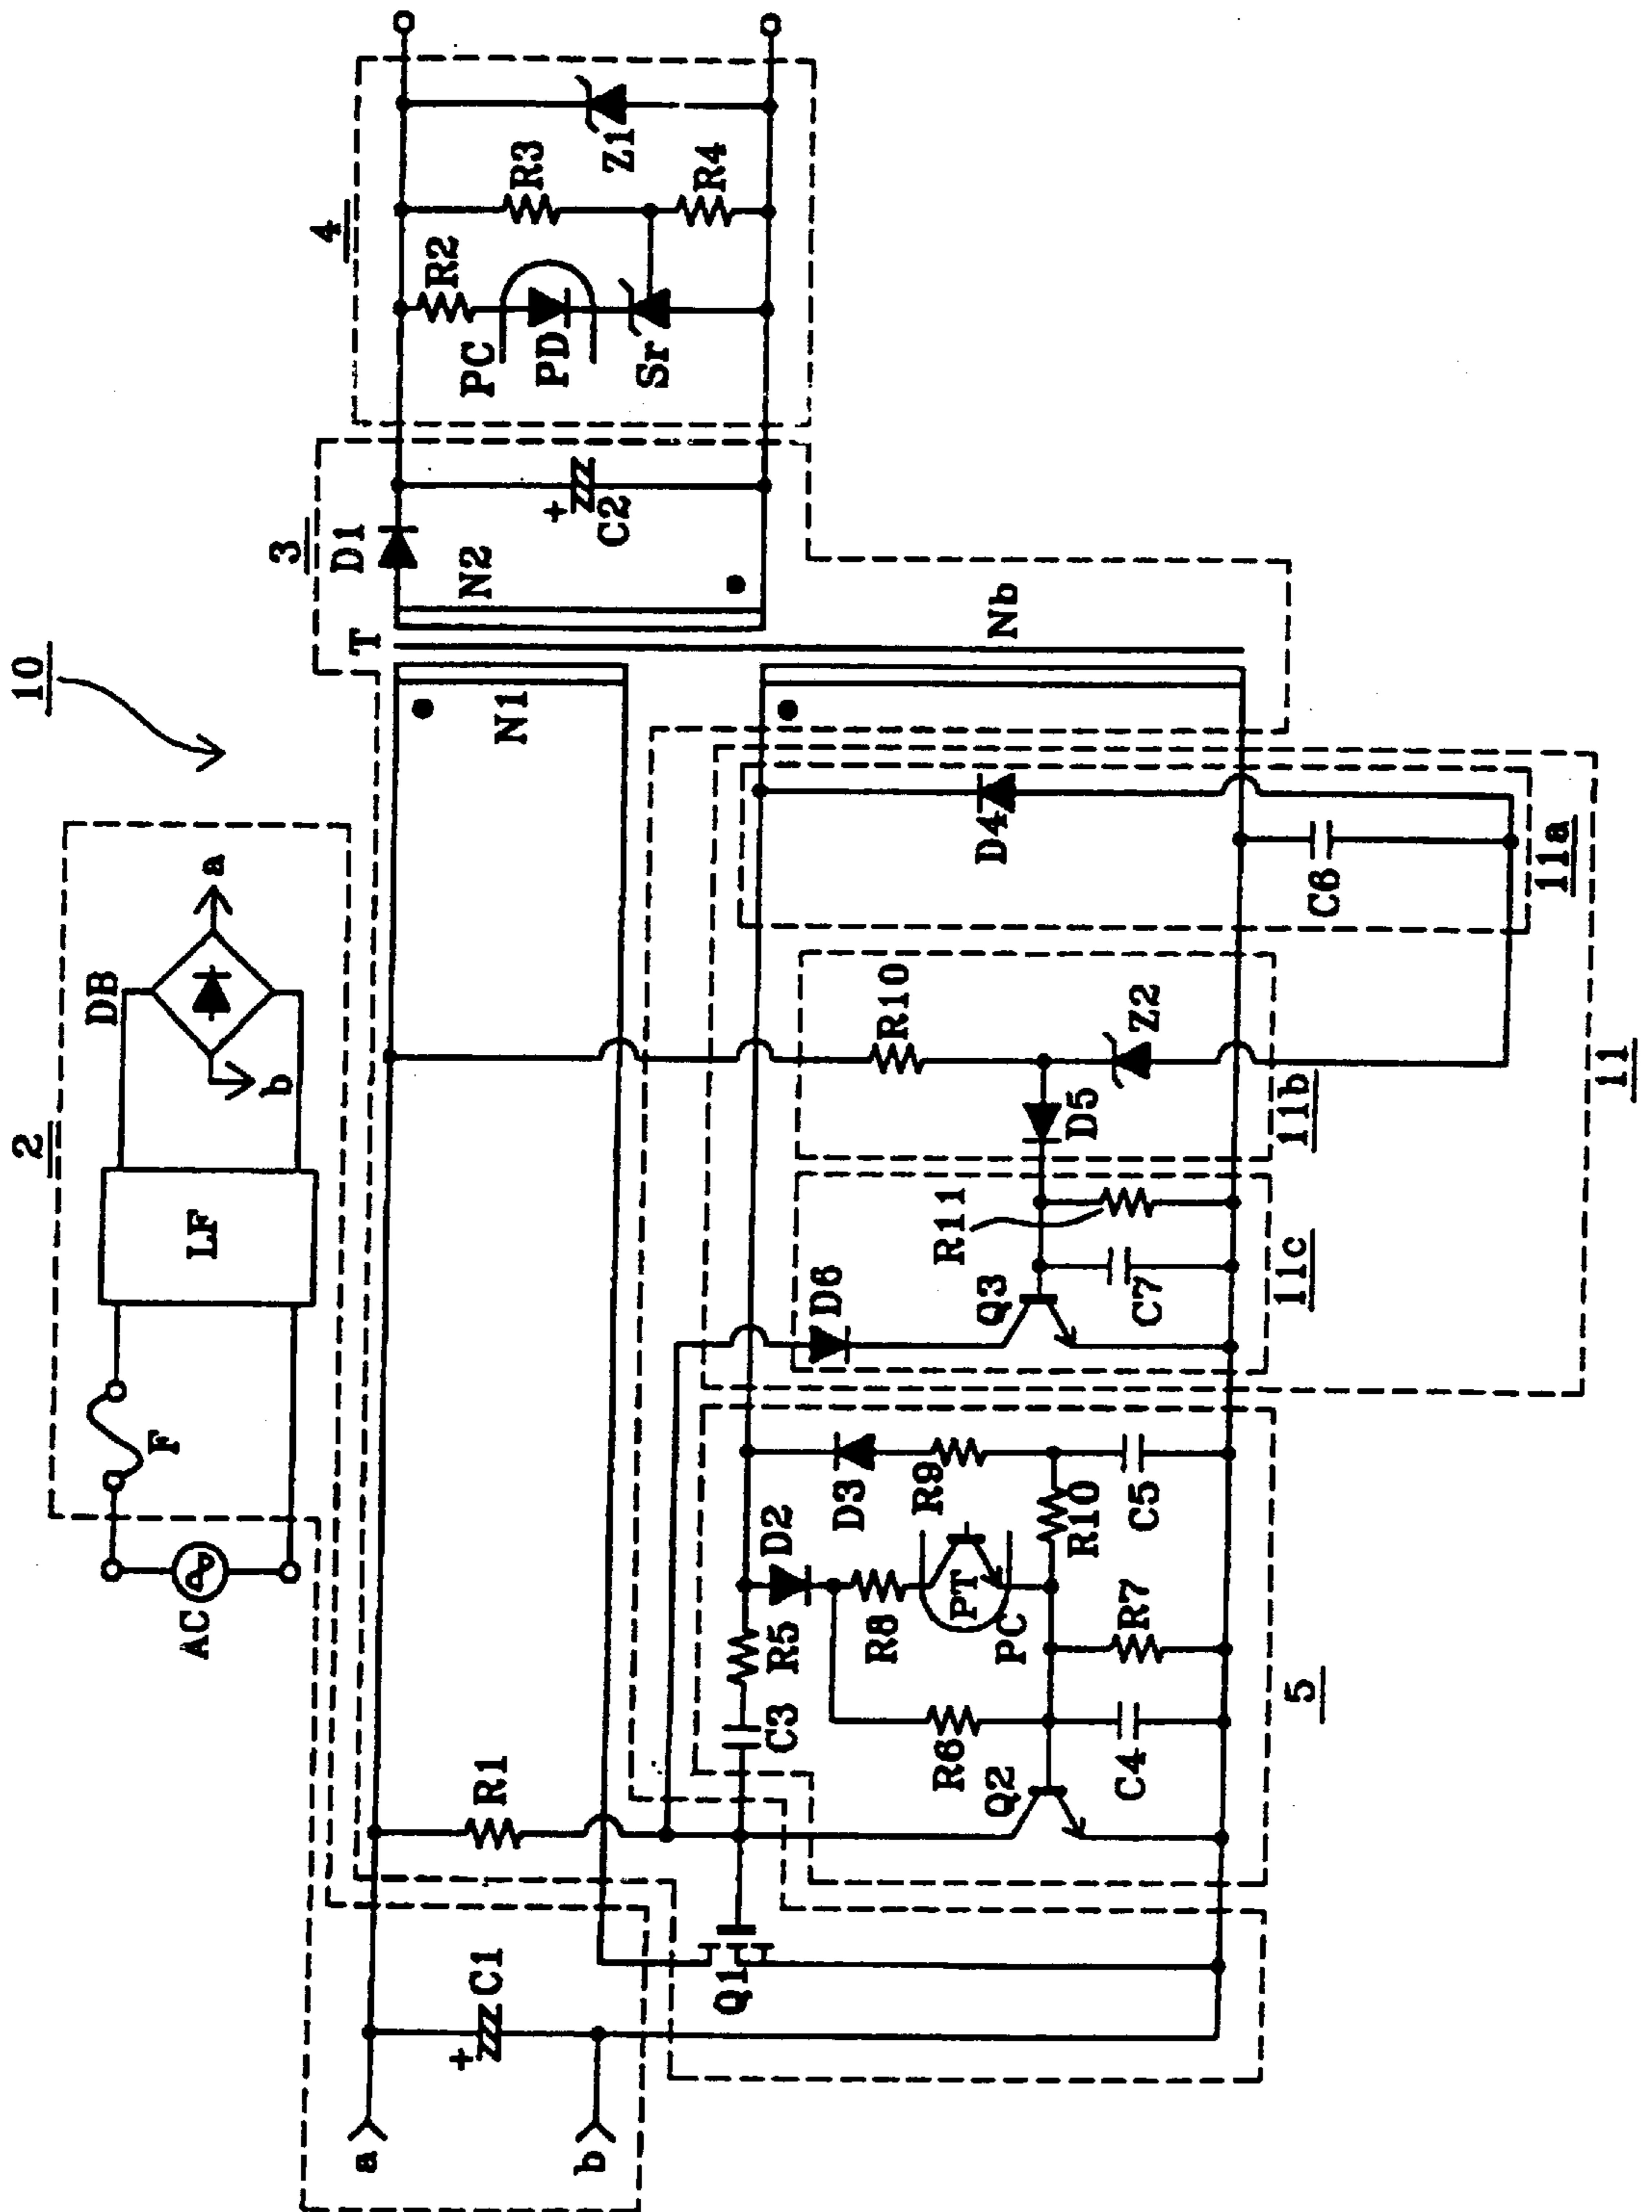 10
2
AC
F
LF
DB
a
b
3
4
T
D1
N1
N2
+
C2
R2
PC
PD
Sr
R3
R4
Z1
Nb
a
b
+
C1
R1
Q1
C3
R5
D2
D3
R9
R8
PT
PC
R10
R6
Q2
C4
R7
C5
5
D6
Q3
R11
C7
11c
R10
D5
Z2
11b
D4
C6
11a
11